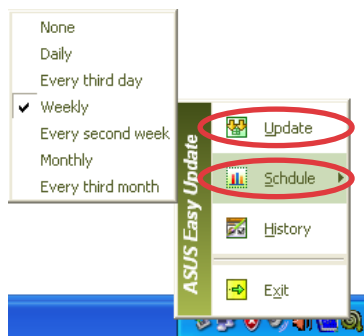 None
Daily
Every third day
Weekly
Every second week
Monthly
Every third month
ASUS Easy Update
Update
Schdule
History
Exit